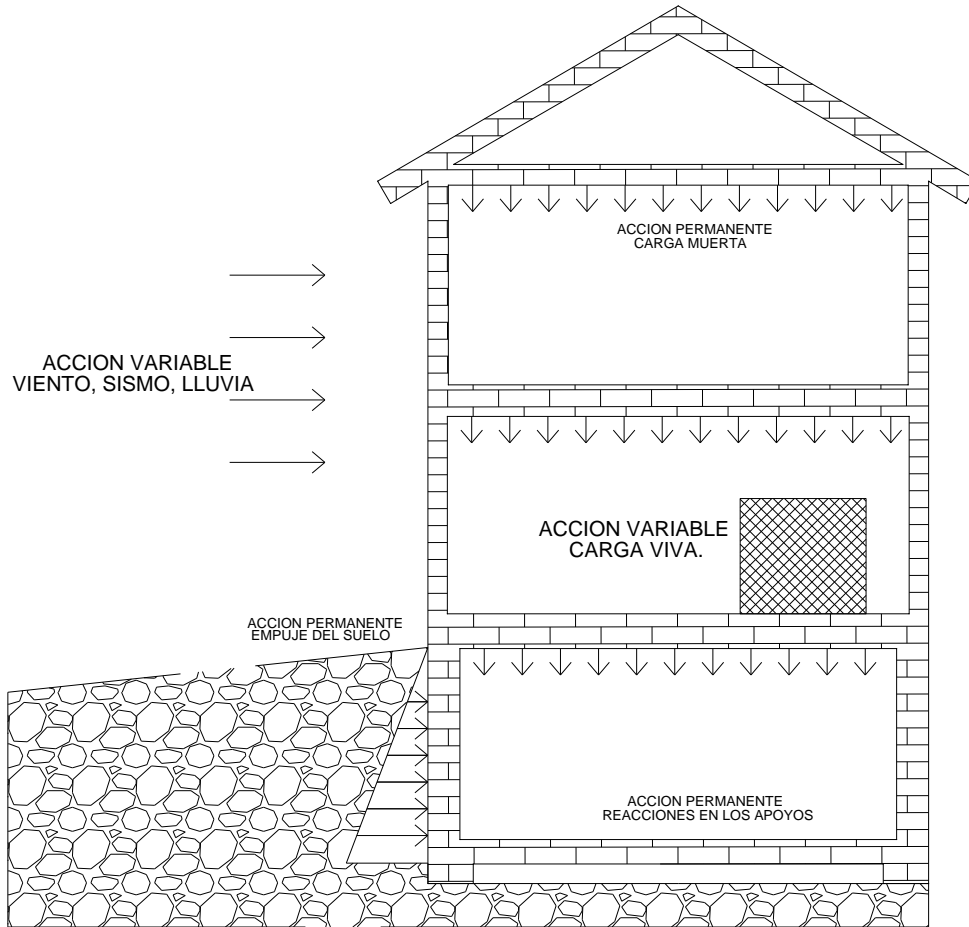 ACCION PERMANENTE
CARGA MUERTA
ACCION VARIABLE
VIENTO, SISMO, LLUVIA
ACCION VARIABLE
CARGA VIVA.
ACCION PERMANENTE
EMPUJE DEL SUELO
ACCION PERMANENTE
REACCIONES EN LOS APOYOS